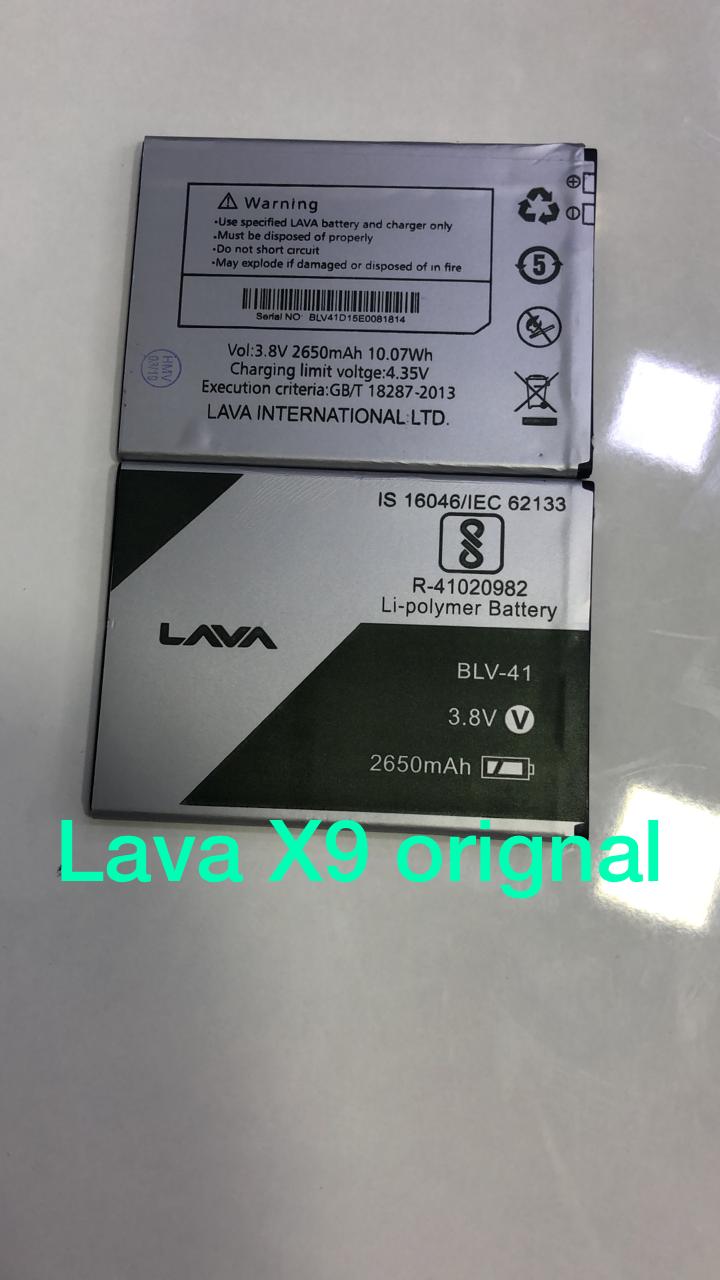 Warning
•Use specified LAVA battery and charger only
•Must be disposed of properly
•Do not short circuit
•May explode if damaged or disposed of in fire
Serial NO: BLV41D15E0081814
Vol:3.8V 2650mAh 10.07Wh
Charging limit voltge:4.35V
Execution criteria:GB/T 18287-2013
LAVA INTERNATIONAL LTD.
5
HMV
03/10
IS 16046/IEC 62133
R-41020982
Li-polymer Battery
LAVA
BLV-41
3.8V V
2650mAh
Lava X9 orignal